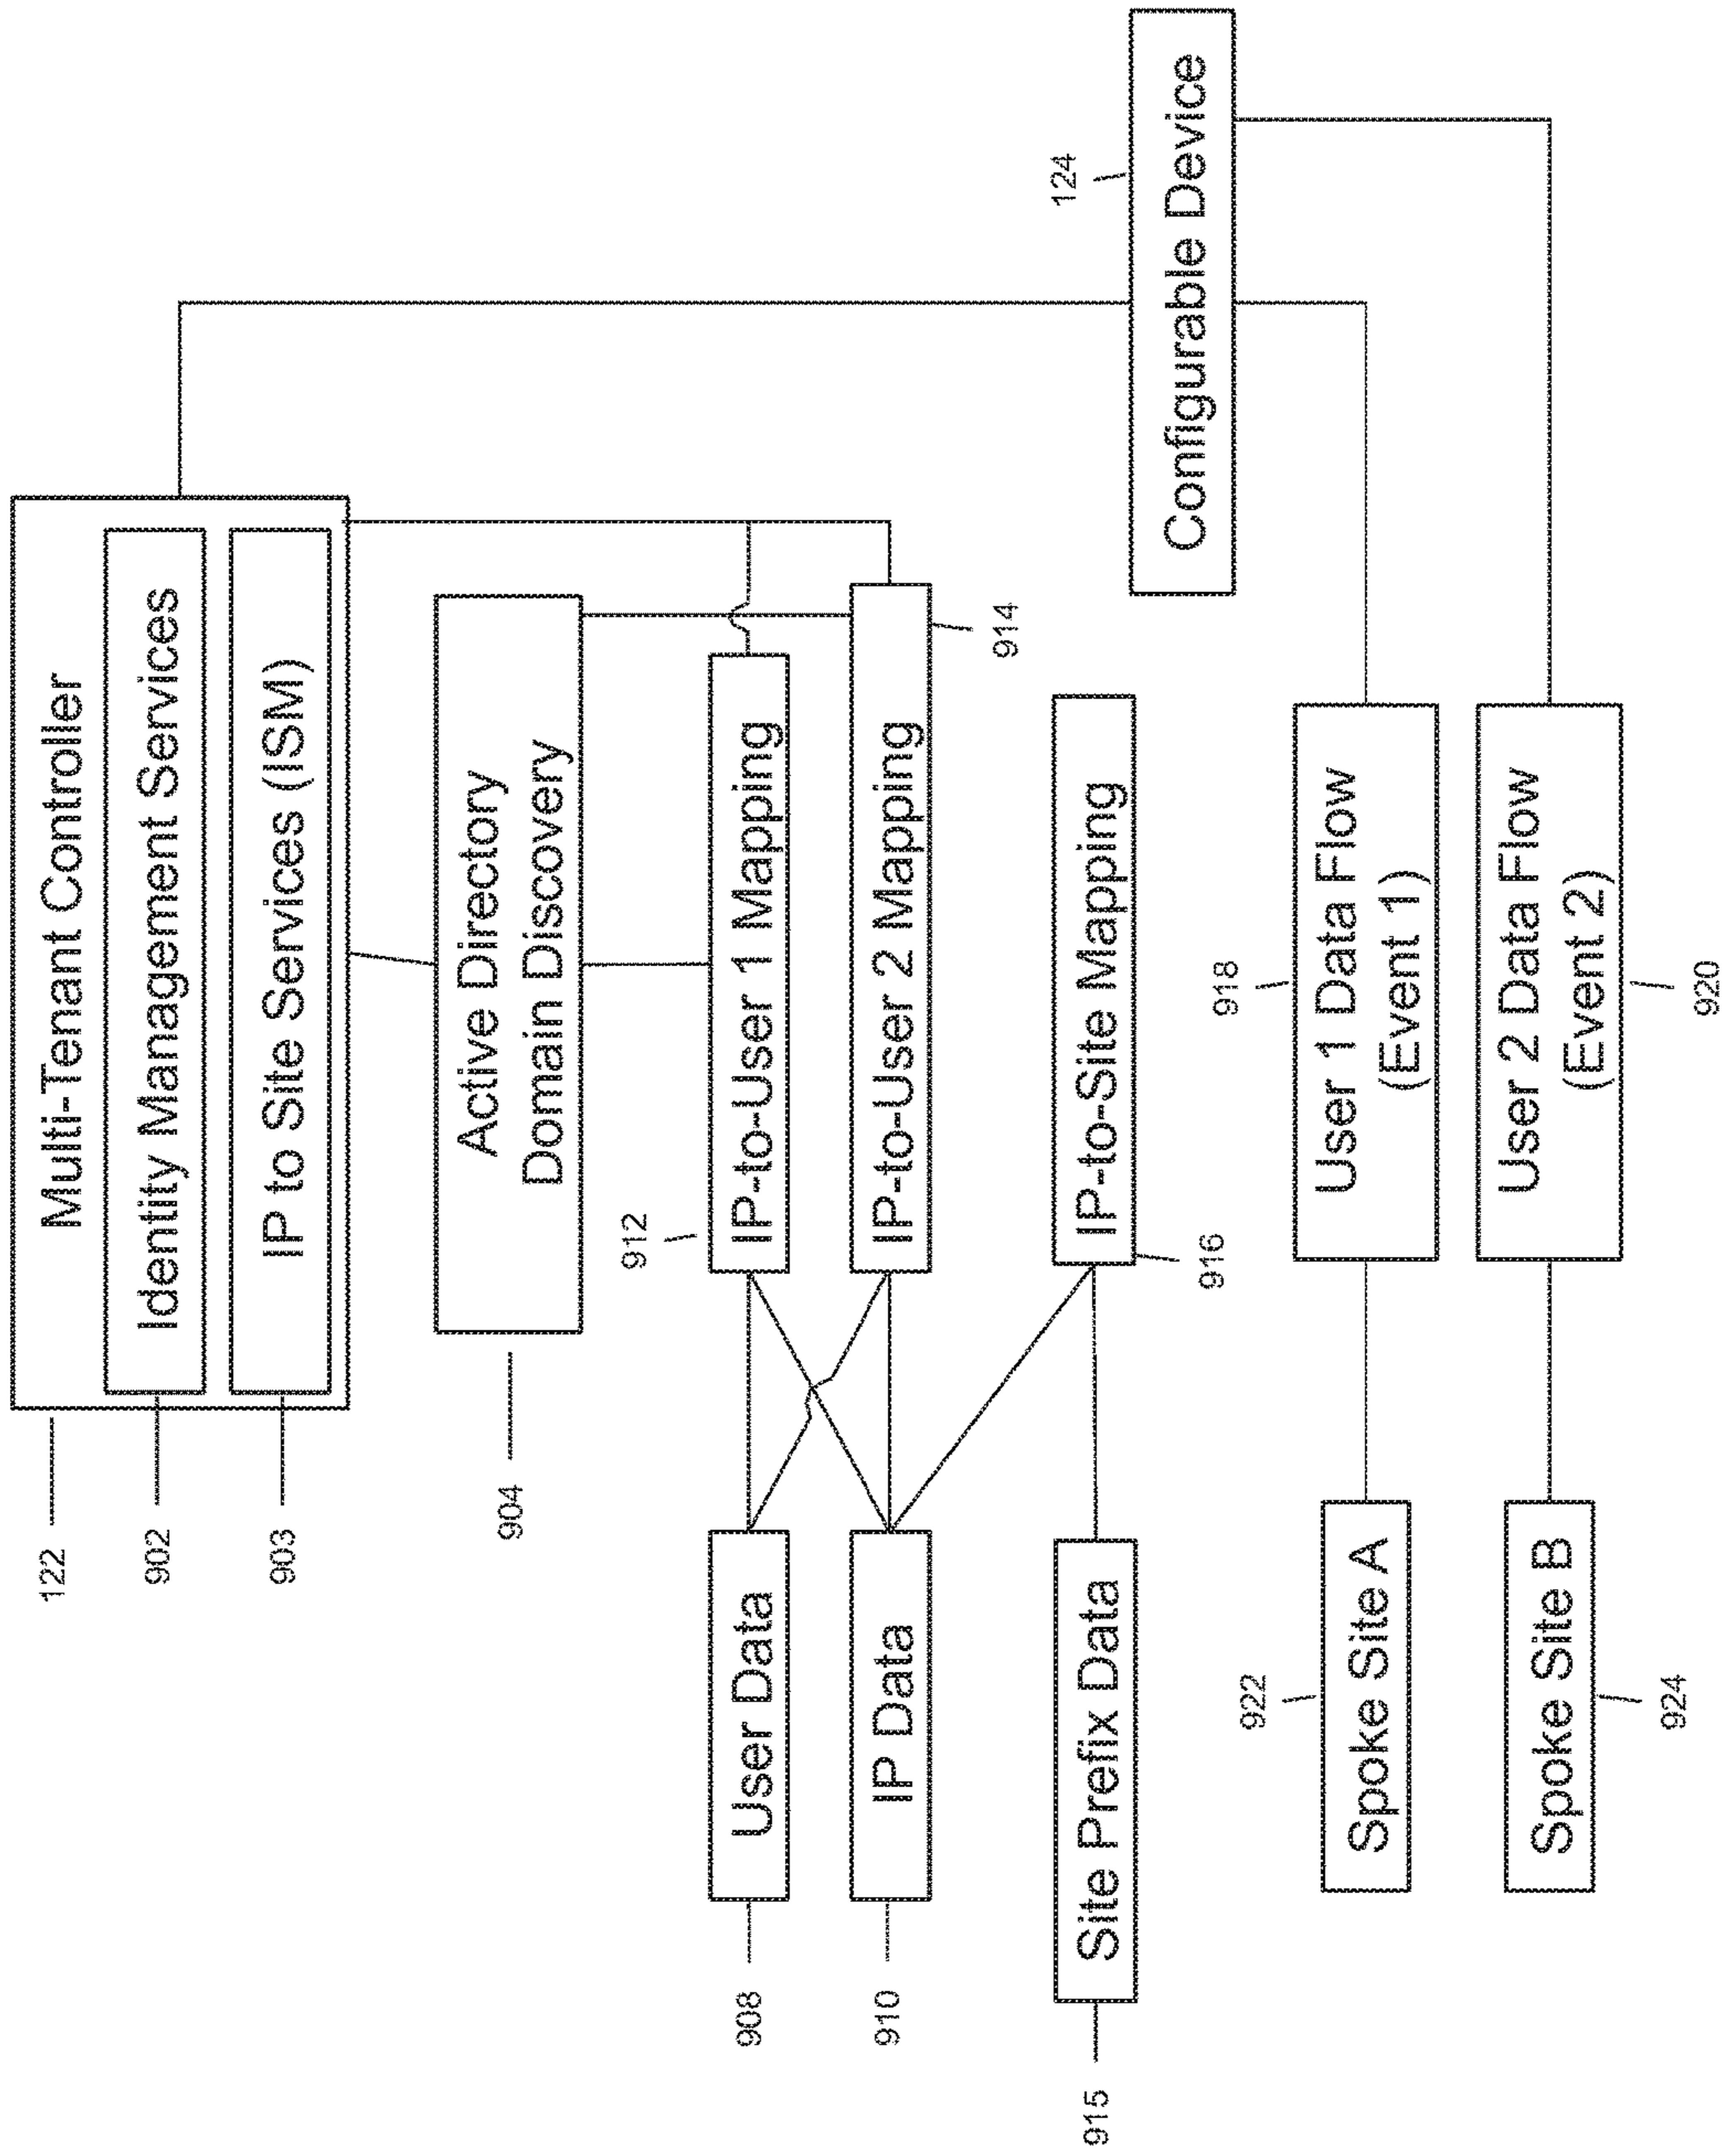 122
Multi-Tenant Controller
902
Identity Management Services
903
IP to Site Services (ISM)
904
Active Directory
Domain Discovery
908
User Data
912
IP-to-User 1 Mapping
910
IP Data
IP-to-User 2 Mapping
914
915
Site Prefix Data
IP-to-Site Mapping
916
124
Configurable Device
922
Spoke Site A
918
User 1 Data Flow
(Event 1)
Spoke Site B
924
User 2 Data Flow
(Event 2)
920